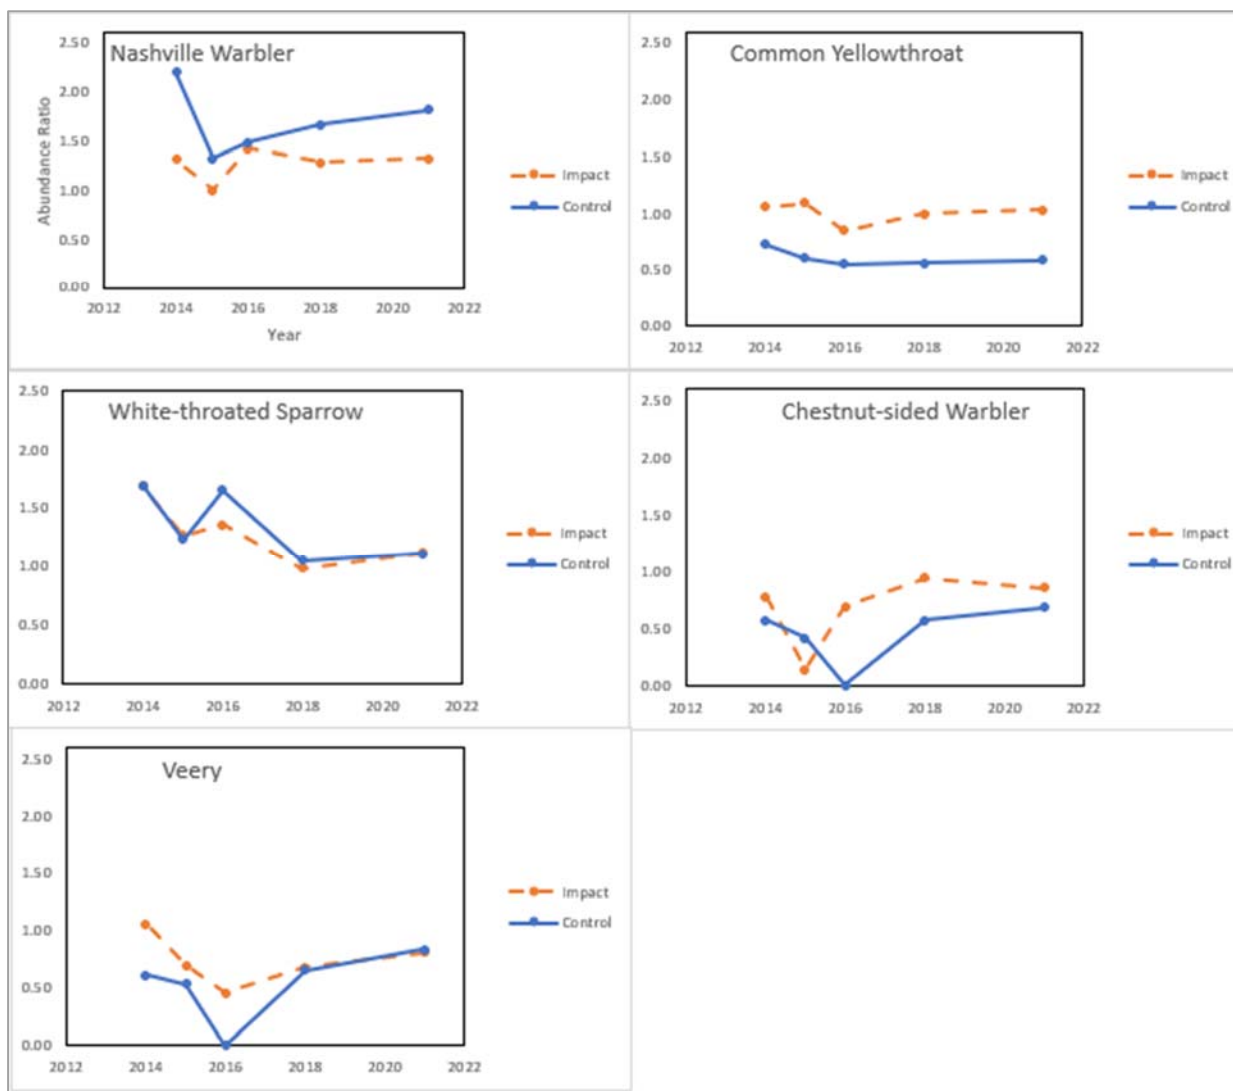 Nashville Warbler
2.50
2.00
1.50
1.00
0.50
0.00
Abundance Ratio
2012 2014 2016 2018 2020 2022
Year
Impact
Control
Common Yellowthroat
2.50
2.00
1.50
1.00
0.50
0.00
2012 2014 2016 2018 2020 2022
Impact
Control
White-throated Sparrow
2.50
2.00
1.50
1.00
0.50
0.00
2012 2014 2016 2018 2020 2022
Impact
Control
Chestnut-sided Warbler
2.50
2.00
1.50
1.00
0.50
0.00
2012 2014 2016 2018 2020 2022
Impact
Control
Veery
2.50
2.00
1.50
1.00
0.50
0.00
2012 2014 2016 2018 2020 2022
Impact
Control